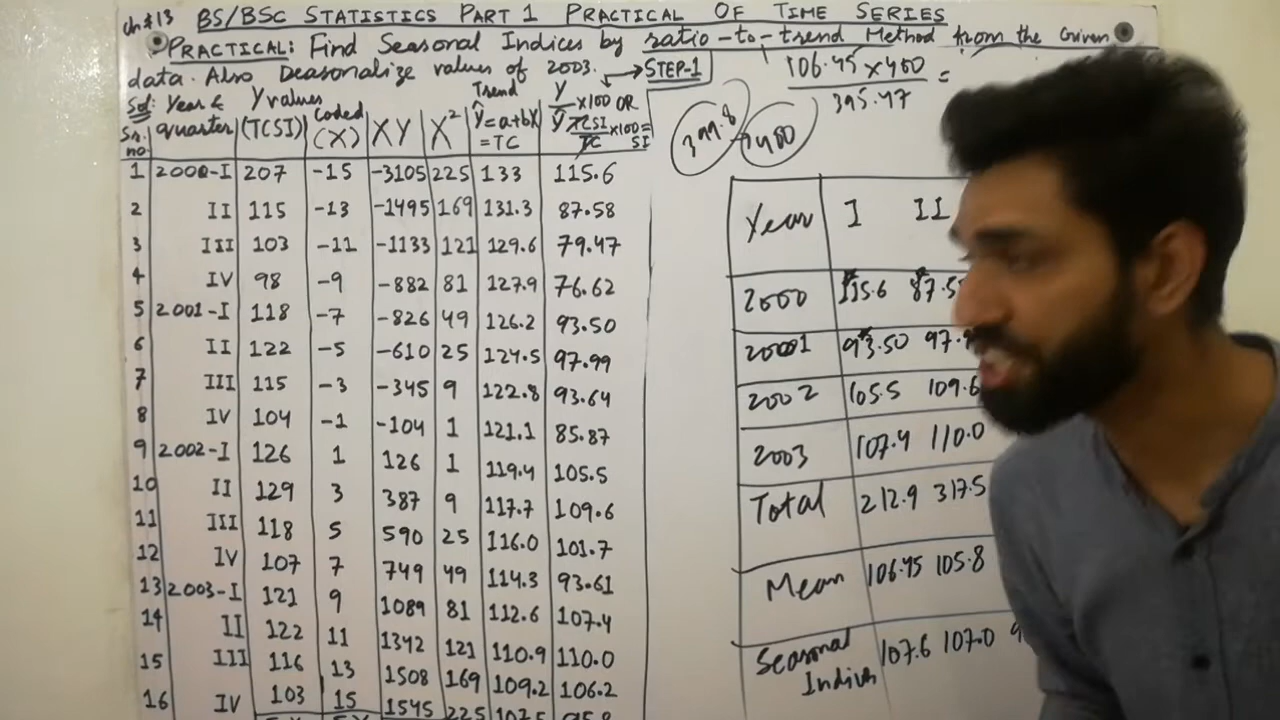 Ch#13 BS/BSC STATISTICS PART 1 PRACTICAL OF TIME SERIES
PRACTICAL: Find Seasonal Indices by ratio-to-trend Method from the Given
data. Also Deasonalize values of 2003. → STEP-1
106.45×400 =
395.47
399.8 → 400
Sol: Year & Y values Coded Trend Y/Ŷ ×100 OR
Sr. no quarter (TCSI) (X) XY X² Ŷ=a+bX =TC TCSI/TC ×100= SI
1 2000-I 207 -15 -3105 225 133 115.6
2 II 115 -13 -1495 169 131.3 87.58
3 III 103 -11 -1133 121 129.6 79.47
4 IV 98 -9 -882 81 127.9 76.62
5 2001-I 118 -7 -826 49 126.2 93.50
6 II 122 -5 -610 25 124.5 97.99
7 III 115 -3 -345 9 122.8 93.64
8 IV 104 -1 -104 1 121.1 85.87
9 2002-I 126 1 126 1 119.4 105.5
10 II 129 3 387 9 117.7 109.6
11 III 118 5 590 25 116.0 101.7
12 IV 107 7 749 49 114.3 93.61
13 2003-I 121 9 1089 81 112.6 107.4
14 II 122 11 1342 121 110.9 110.0
15 III 116 13 1508 169 109.2 106.2
16 IV 103 15 1545 225 107.5 95.8
Year I II
2000 115.6 87.5
2001 93.50 97.9
2002 105.5 109.6
2003 107.4 110.0
Total 212.9 317.5
Mean 106.45 105.8
Seasonal 107.6 107.0 9
Indices